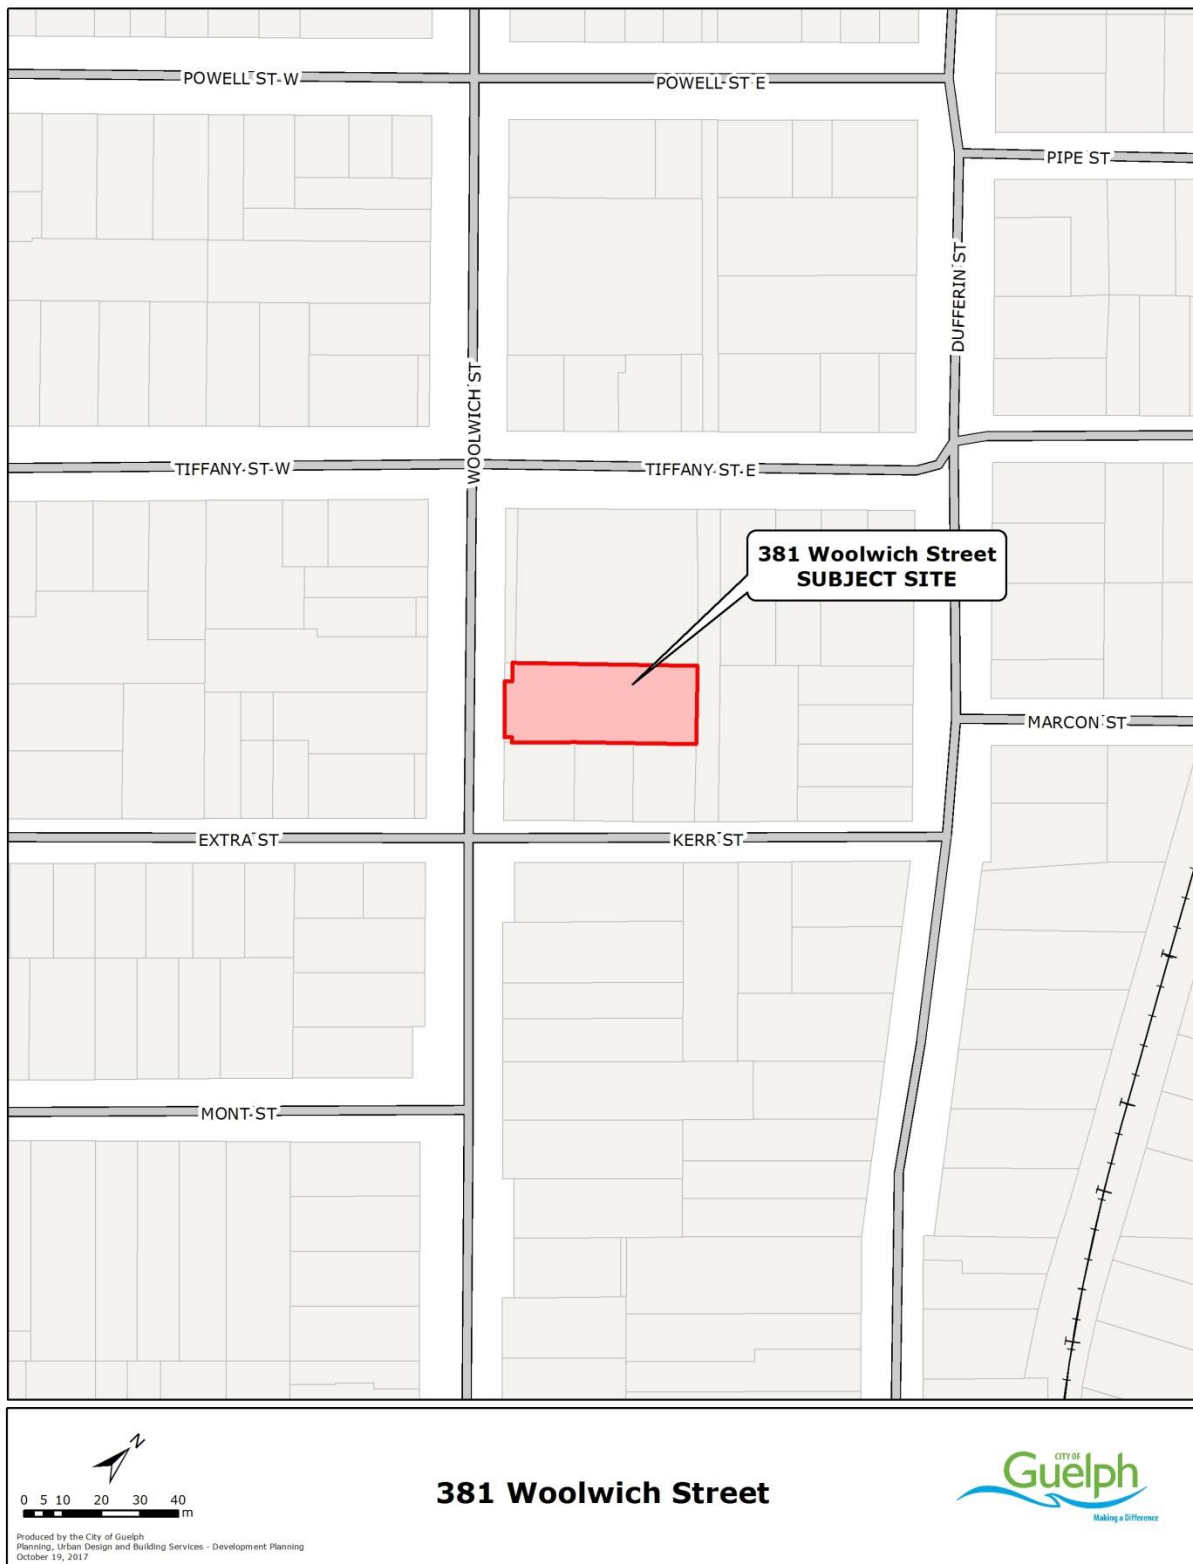 POWELL ST W
POWELL ST E
PIPE ST
DUFFERIN ST
WOOLWICH ST
TIFFANY ST W
TIFFANY ST E
381 Woolwich Street
SUBJECT SITE
MARCON ST
EXTRA ST
KERR ST
MONT ST
N
0 5 10 20 30 40
m
Produced by the City of Guelph
Planning, Urban Design and Building Services - Development Planning
October 19, 2017
381 Woolwich Street
CITY OF
Guelph
Making a Difference